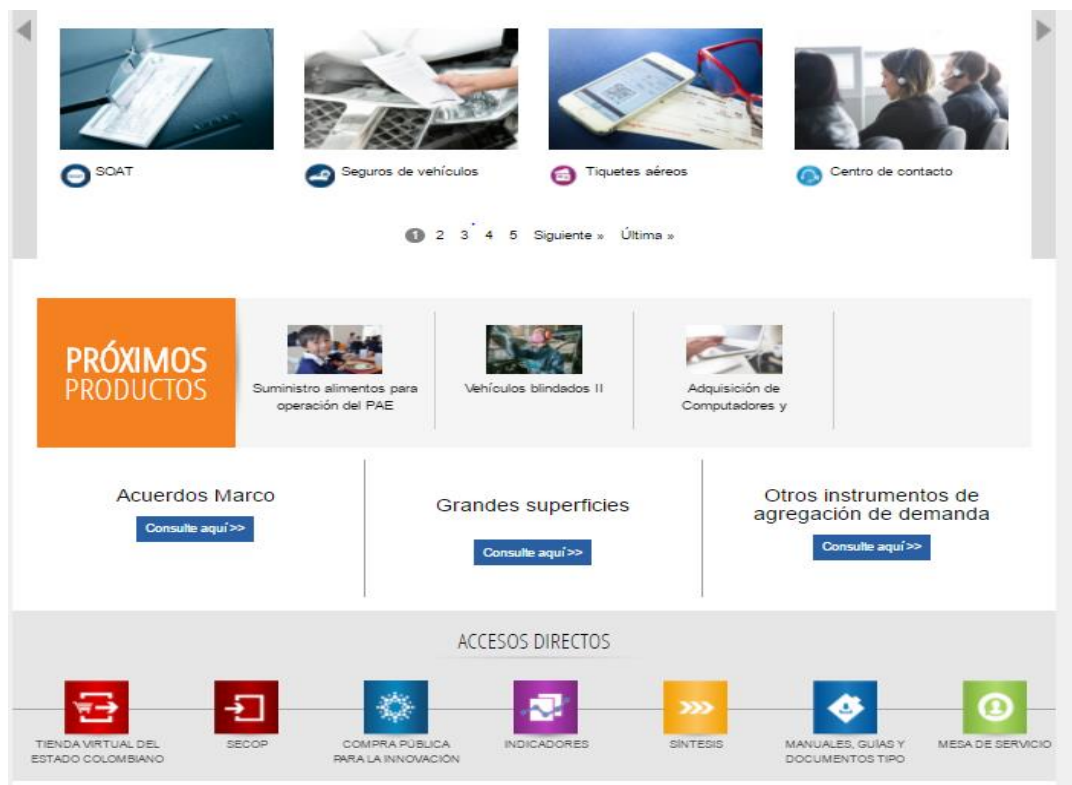 SOAT
Seguros de vehículos
Tiquetes aéreos
Centro de contacto
1 2 3 4 5 Siguiente » Última »
PRÓXIMOS
PRODUCTOS
Suministro alimentos para
operación del PAE
Vehículos blindados II
Adquisición de
Computadores y
Acuerdos Marco
Consulte aquí >>
Grandes superficies
Consulte aquí >>
Otros instrumentos de
agregación de demanda
Consulte aquí >>
ACCESOS DIRECTOS
TIENDA VIRTUAL DEL
ESTADO COLOMBIANO
SECOP
COMPRA PÚBLICA
PARA LA INNOVACIÓN
INDICADORES
SÍNTESIS
MANUALES, GUÍAS Y
DOCUMENTOS TIPO
MESA DE SERVICIO